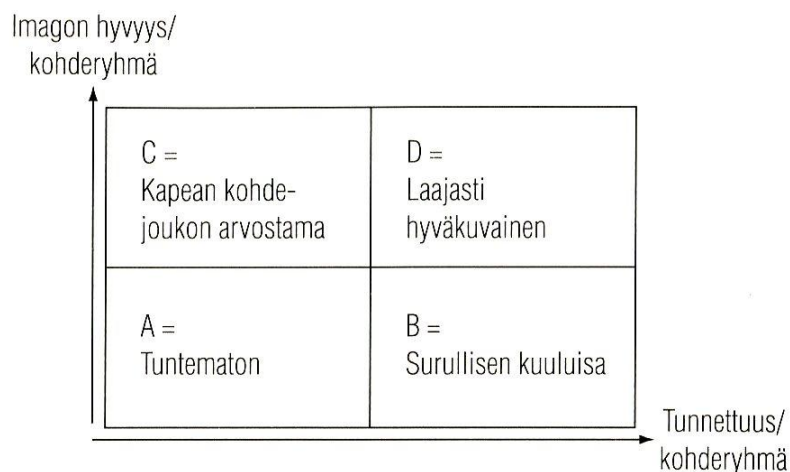 Imagon hyvyys/
kohderyhmä
C =
Kapean kohde-
joukon arvostama
D =
Laajasti
hyväkuvainen
A =
Tuntematon
B =
Surullisen kuuluisa
Tunnettuus/
kohderyhmä